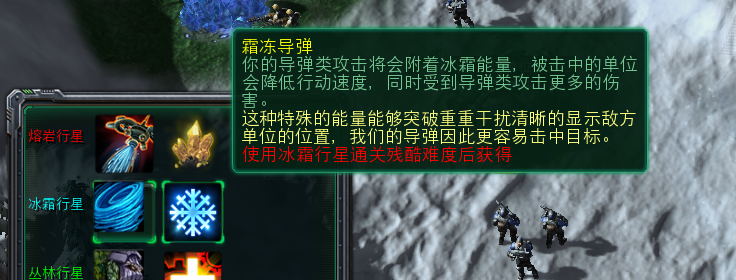 霜冻导弹
你的导弹类攻击将会附着冰霜能量，被击中的单位
会降低行动速度，同时受到导弹类攻击更多的伤
害。
这种特殊的能量能够突破重重干扰清晰的显示敌方
单位的位置，我们的导弹因此更容易击中目标。
使用冰霜行星通关残酷难度后获得
熔岩行星
冰霜行星
丛林行星